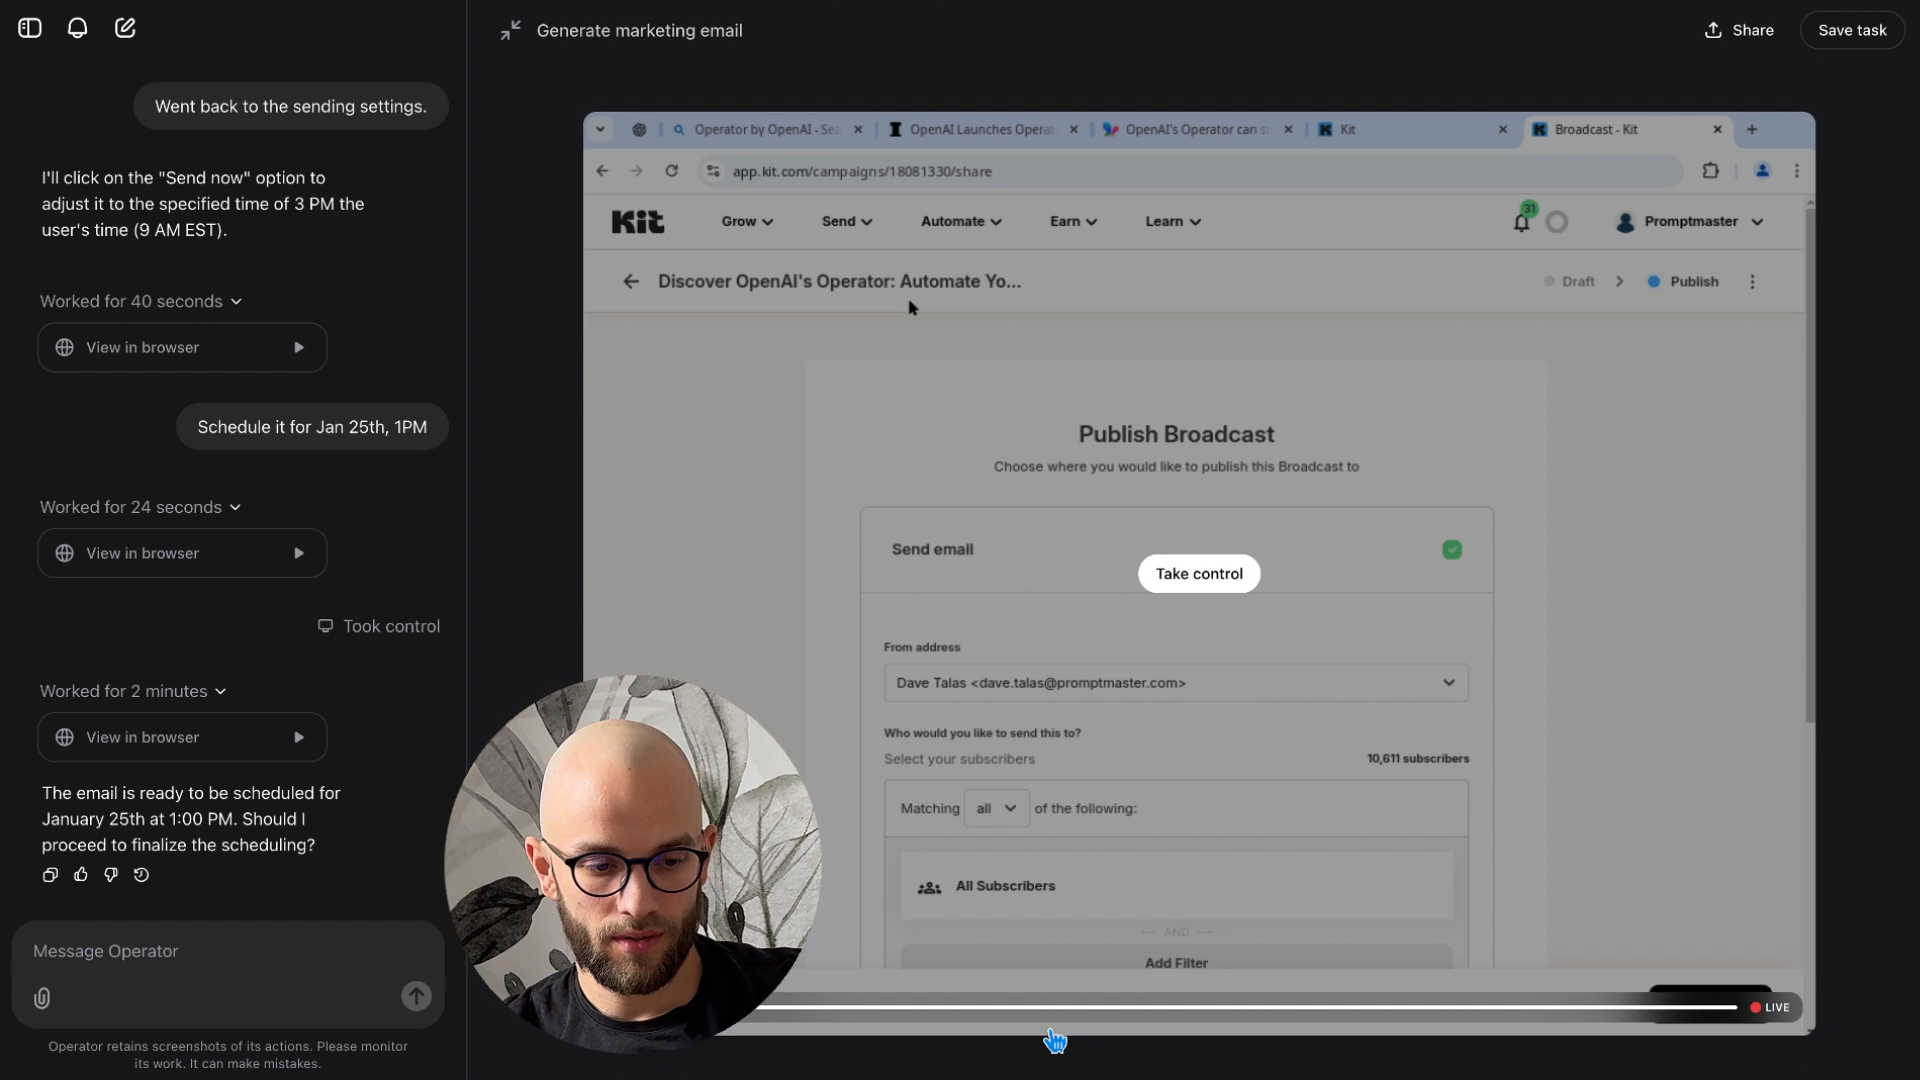 Generate marketing email
Share
Save task
Went back to the sending settings.
I'll click on the "Send now" option to
adjust it to the specified time of 3 PM the
user's time (9 AM EST).
Worked for 40 seconds
View in browser
Schedule it for Jan 25th, 1PM
Worked for 24 seconds
View in browser
Took control
Worked for 2 minutes
View in browser
The email is ready to be scheduled for
January 25th at 1:00 PM. Should I
proceed to finalize the scheduling?
Message Operator
Operator retains screenshots of its actions. Please monitor
its work. It can make mistakes.
Operator by OpenAI - Sea
OpenAI Launches Operat
OpenAI's Operator can s
Kit
Broadcast - Kit
app.kit.com/campaigns/18081330/share
Kit
Grow
Send
Automate
Earn
Learn
31
Promptmaster
Discover OpenAI's Operator: Automate Yo...
Draft
Publish
Publish Broadcast
Choose where you would like to publish this Broadcast to
Send email
Take control
From address
Dave Talas <dave.talas@promptmaster.com>
Who would you like to send this to?
Select your subscribers
10,611 subscribers
Matching all of the following:
All Subscribers
AND
Add Filter
LIVE